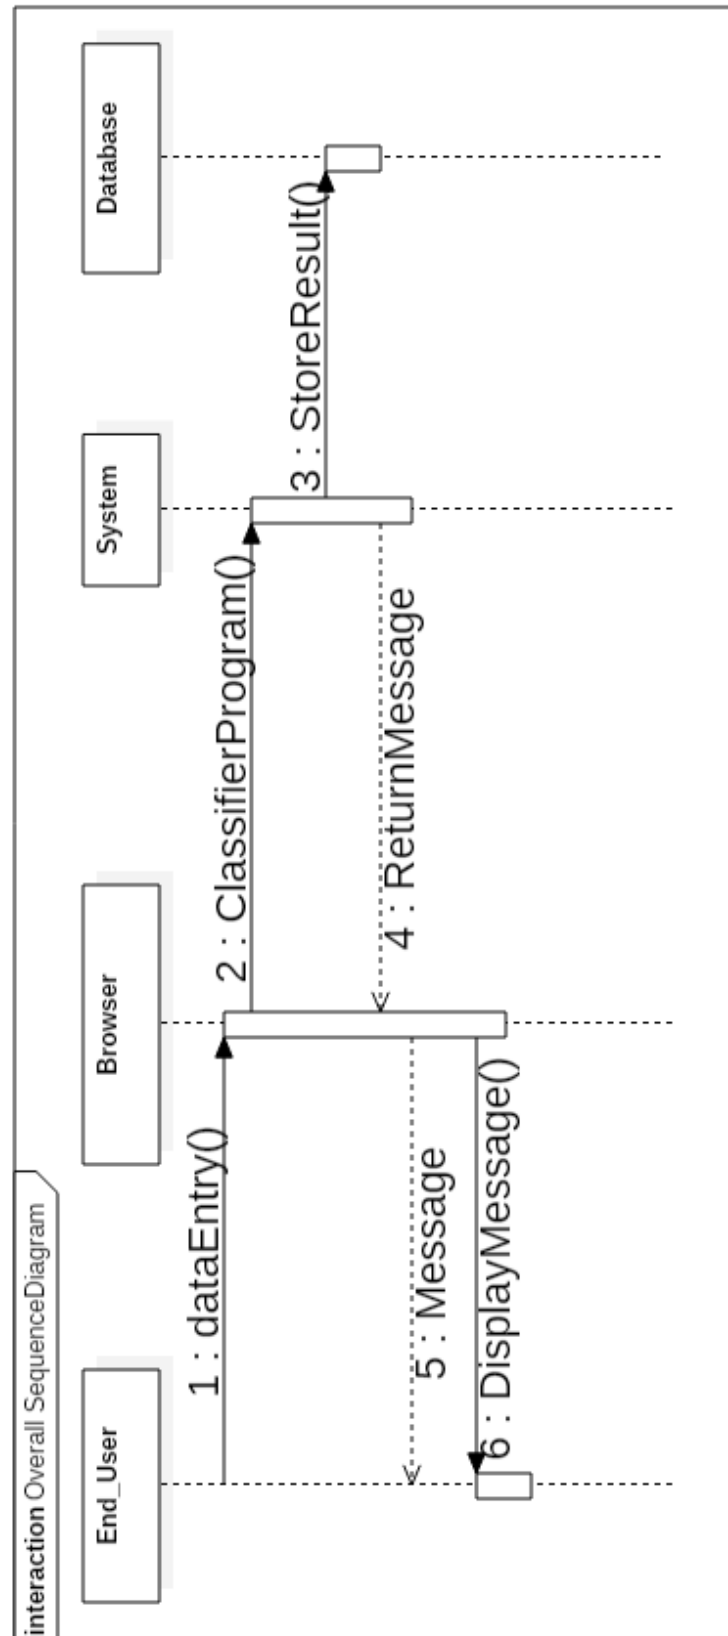 interaction Overall SequenceDiagram
End_User
Browser
System
Database
1 : dataEntry()
2 : ClassifierProgram()
3 : StoreResult()
4 : ReturnMessage
5 : Message
6 : DisplayMessage()